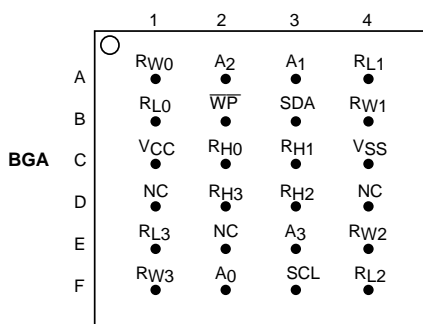 1 2 3 4
A RW0 A2 A1 RL1
B RL0 WP SDA RW1
BGA C VCC RH0 RH1 VSS
D NC RH3 RH2 NC
E RL3 NC A3 RW2
F RW3 A0 SCL RL2